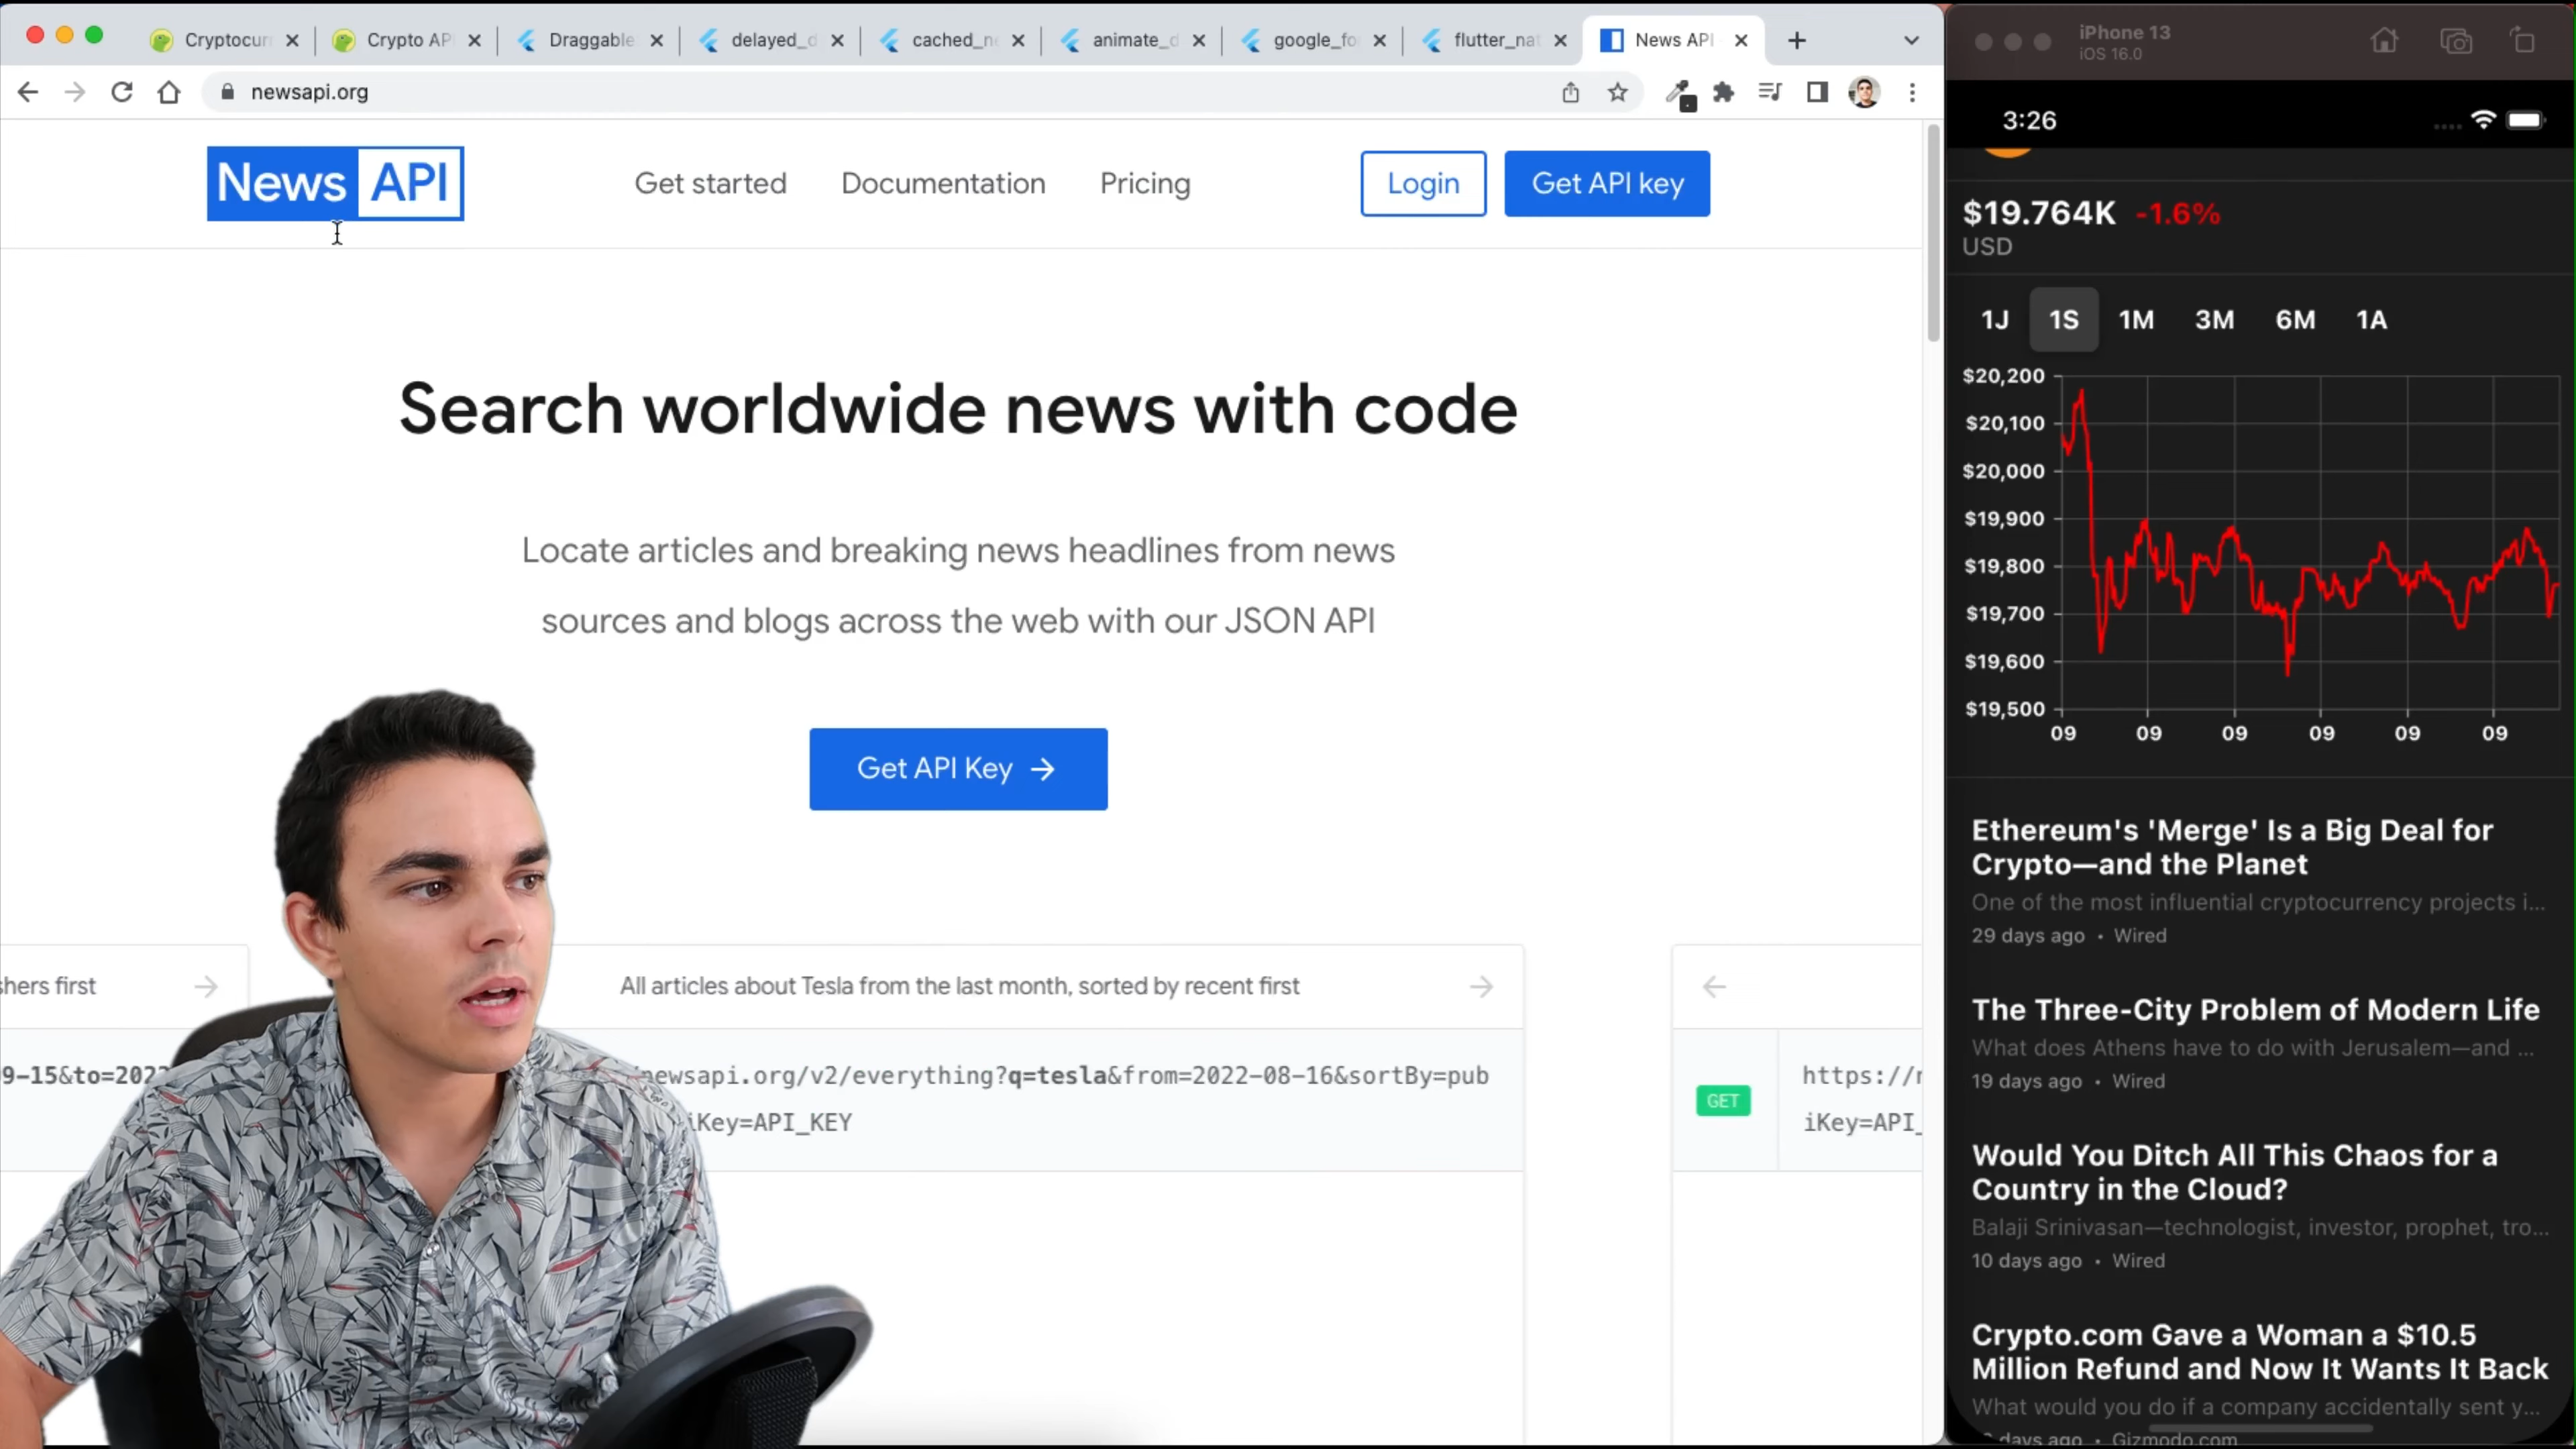 Cryptocur
Crypto AP
Draggable
delayed_d
cached_n
animate_d
google_fo
flutter_nat
News API
newsapi.org
News API
Get started
Documentation
Pricing
Login
Get API key
Search worldwide news with code
Locate articles and breaking news headlines from news
sources and blogs across the web with our JSON API
Get API Key →
shers first →
All articles about Tesla from the last month, sorted by recent first →
←
9-15&to=2022
newsapi.org/v2/everything?q=tesla&from=2022-08-16&sortBy=pub
iKey=API_KEY
GET
https://n
iKey=API_
iPhone 13
iOS 16.0
3:26
$19.764K -1.6%
USD
1J 1S 1M 3M 6M 1A
$20,200
$20,100
$20,000
$19,900
$19,800
$19,700
$19,600
$19,500
09 09 09 09 09 09
Ethereum's 'Merge' Is a Big Deal for
Crypto—and the Planet
One of the most influential cryptocurrency projects i...
29 days ago • Wired
The Three-City Problem of Modern Life
What does Athens have to do with Jerusalem—and ...
19 days ago • Wired
Would You Ditch All This Chaos for a
Country in the Cloud?
Balaji Srinivasan—technologist, investor, prophet, tro...
10 days ago • Wired
Crypto.com Gave a Woman a $10.5
Million Refund and Now It Wants It Back
What would you do if a company accidentally sent y...
days ago • Gizmodo.com